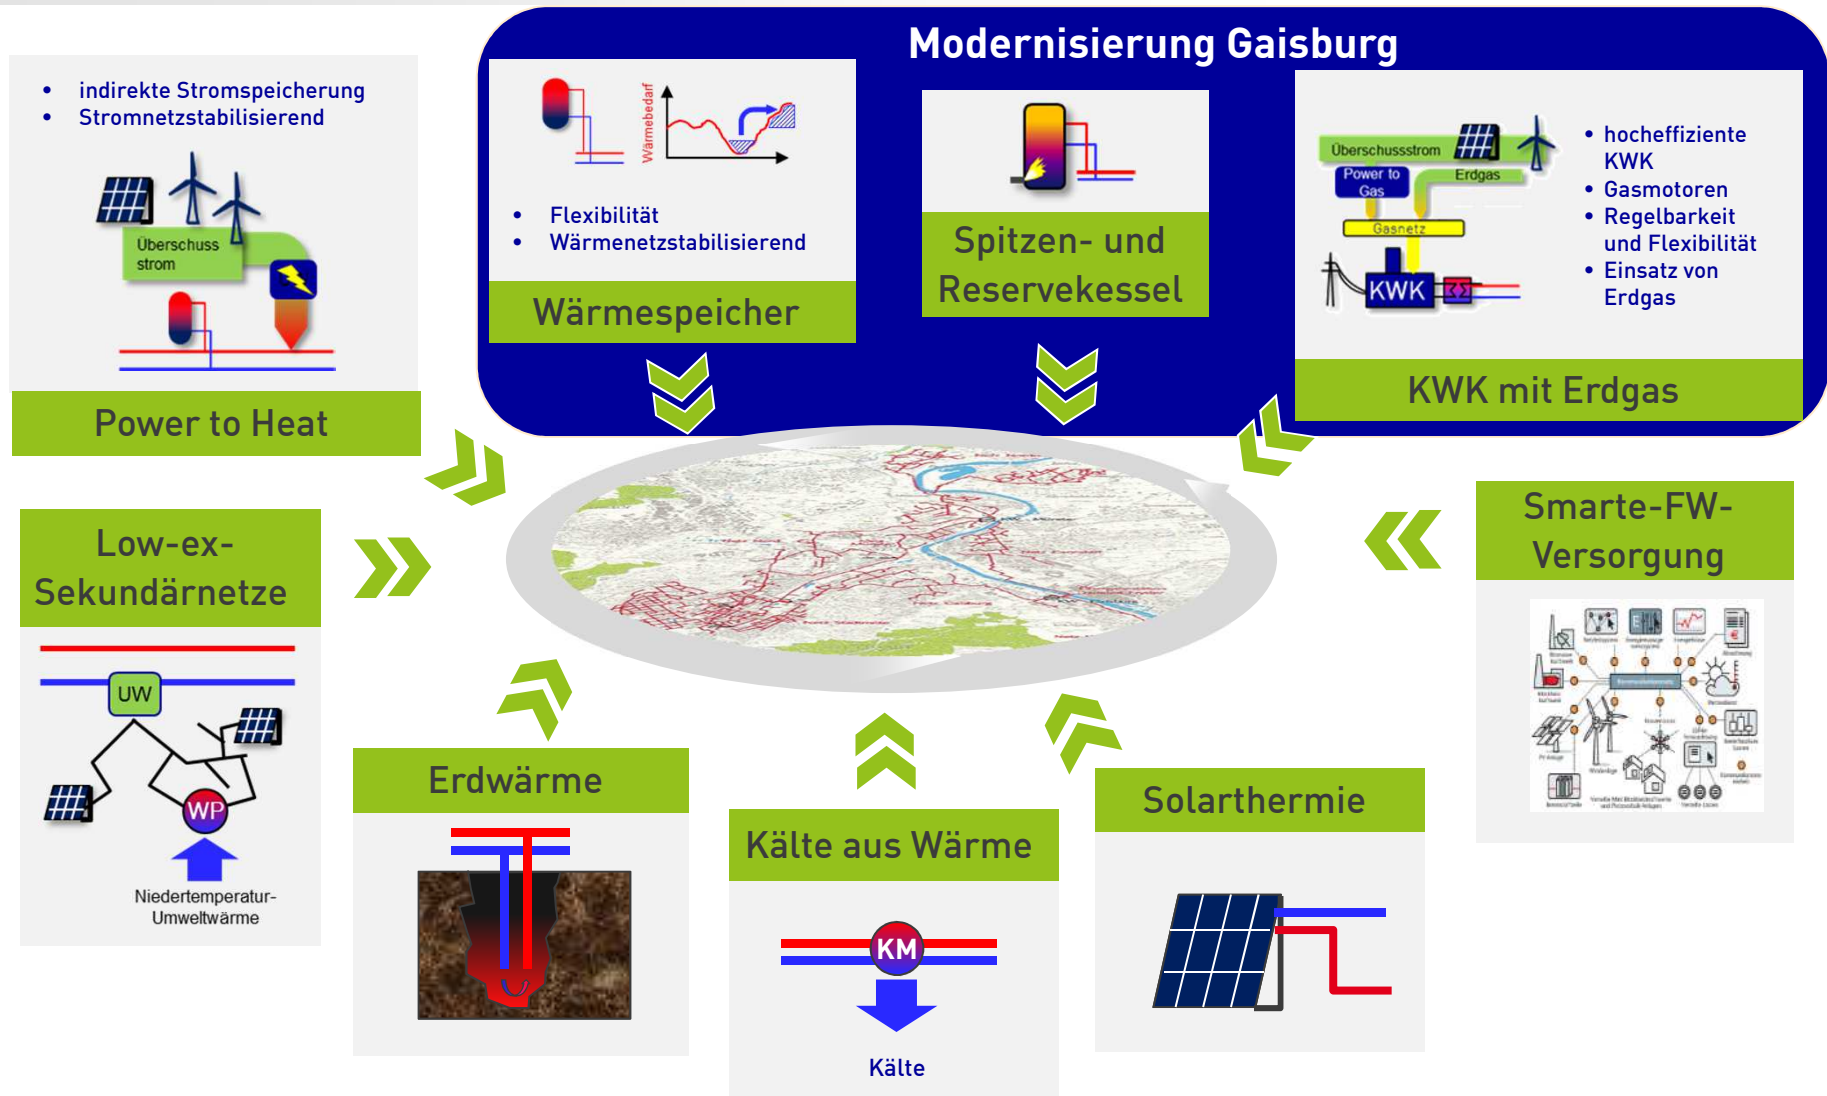 Modernisierung Gaisburg
• indirekte Stromspeicherung
• Stromnetzstabilisierend
Überschuss
strom
Power to Heat
Wärmebedarf
• Flexibilität
• Wärmenetzstabilisierend
Wärmespeicher
Spitzen- und
Reservekessel
Überschussstrom
Power to
Gas
Erdgas
Gasnetz
KWK
• hocheffiziente
KWK
• Gasmotoren
• Regelbarkeit
und Flexibilität
• Einsatz von
Erdgas
KWK mit Erdgas
Low-ex-
Sekundärnetze
UW
WP
Niedertemperatur-
Umweltwärme
Smarte-FW-
Versorgung
Erdwärme
Kälte aus Wärme
KM
Kälte
Solarthermie